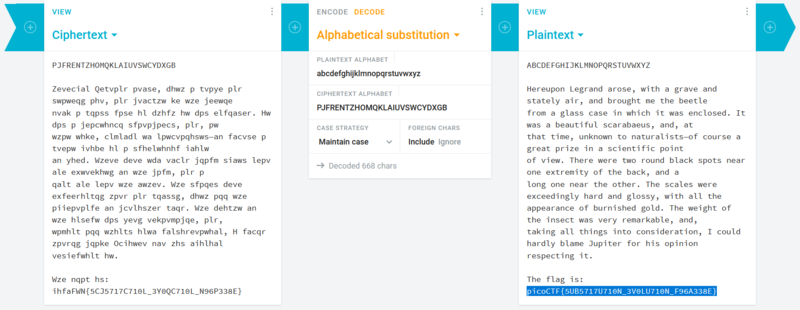 VIEW
Ciphertext
PJFRENTZHOMQKLAIUVSWCYDXGB
Zevecial Qetvplr pvase, dhwz p tvpye plr
swpweqg phv, plr jvactzw ke wze jeewqe
nvak p tqpss fpse hl dzhfz hw dps elfqaser. Hw
dps p jepcwhncq sfpvpjpecs, plr, pw
wzpw whke, clmladl wa lpwcvpqhsws—an facvse p
tvepw ivhbe hl p sfhelwhnhf iahlw
an yhed. Wzeve deve wda vaclr jqpfm siaws lepv
ale exwvekhwg an wze jpfm, plr p
qalt ale lepv wze awzev. Wze sfpqes deve
exfeerhltqg zpvr plr tqassg, dhwz pqq wze
piiepvplfe an jcvlhszer taqr. Wze dehtzw an
wze hlsefw dps yevg vekpvmpjqe, plr,
wpmhlt pqq wzhlts hlwa falshrevpwhal, H facqr
zpvrqg jqpke Ocihwev nav zhs aihlhal
vesiefwhlt hw.
Wze nqpt hs:
ihfaFWN{5CJ5717C710L_3Y0QC710L_N96P338E}
ENCODE DECODE
Alphabetical substitution
PLAINTEXT ALPHABET
abcdefghijklmnopqrstuvwxyz
CIPHERTEXT ALPHABET
PJFRENTZHOMQKLAIUVSWCYDXGB
CASE STRATEGY
Maintain case
FOREIGN CHARS
Include Ignore
→ Decoded 668 chars
VIEW
Plaintext
ABCDEFGHIJKLMNOPQRSTUVWXYZ
Hereupon Legrand arose, with a grave and
stately air, and brought me the beetle
from a glass case in which it was enclosed. It
was a beautiful scarabaeus, and, at
that time, unknown to naturalists—of course a
great prize in a scientific point
of view. There were two round black spots near
one extremity of the back, and a
long one near the other. The scales were
exceedingly hard and glossy, with all the
appearance of burnished gold. The weight of
the insect was very remarkable, and,
taking all things into consideration, I could
hardly blame Jupiter for his opinion
respecting it.
The flag is:
picoCTF{5UB5717U710N_3V0LU710N_F96A338E}